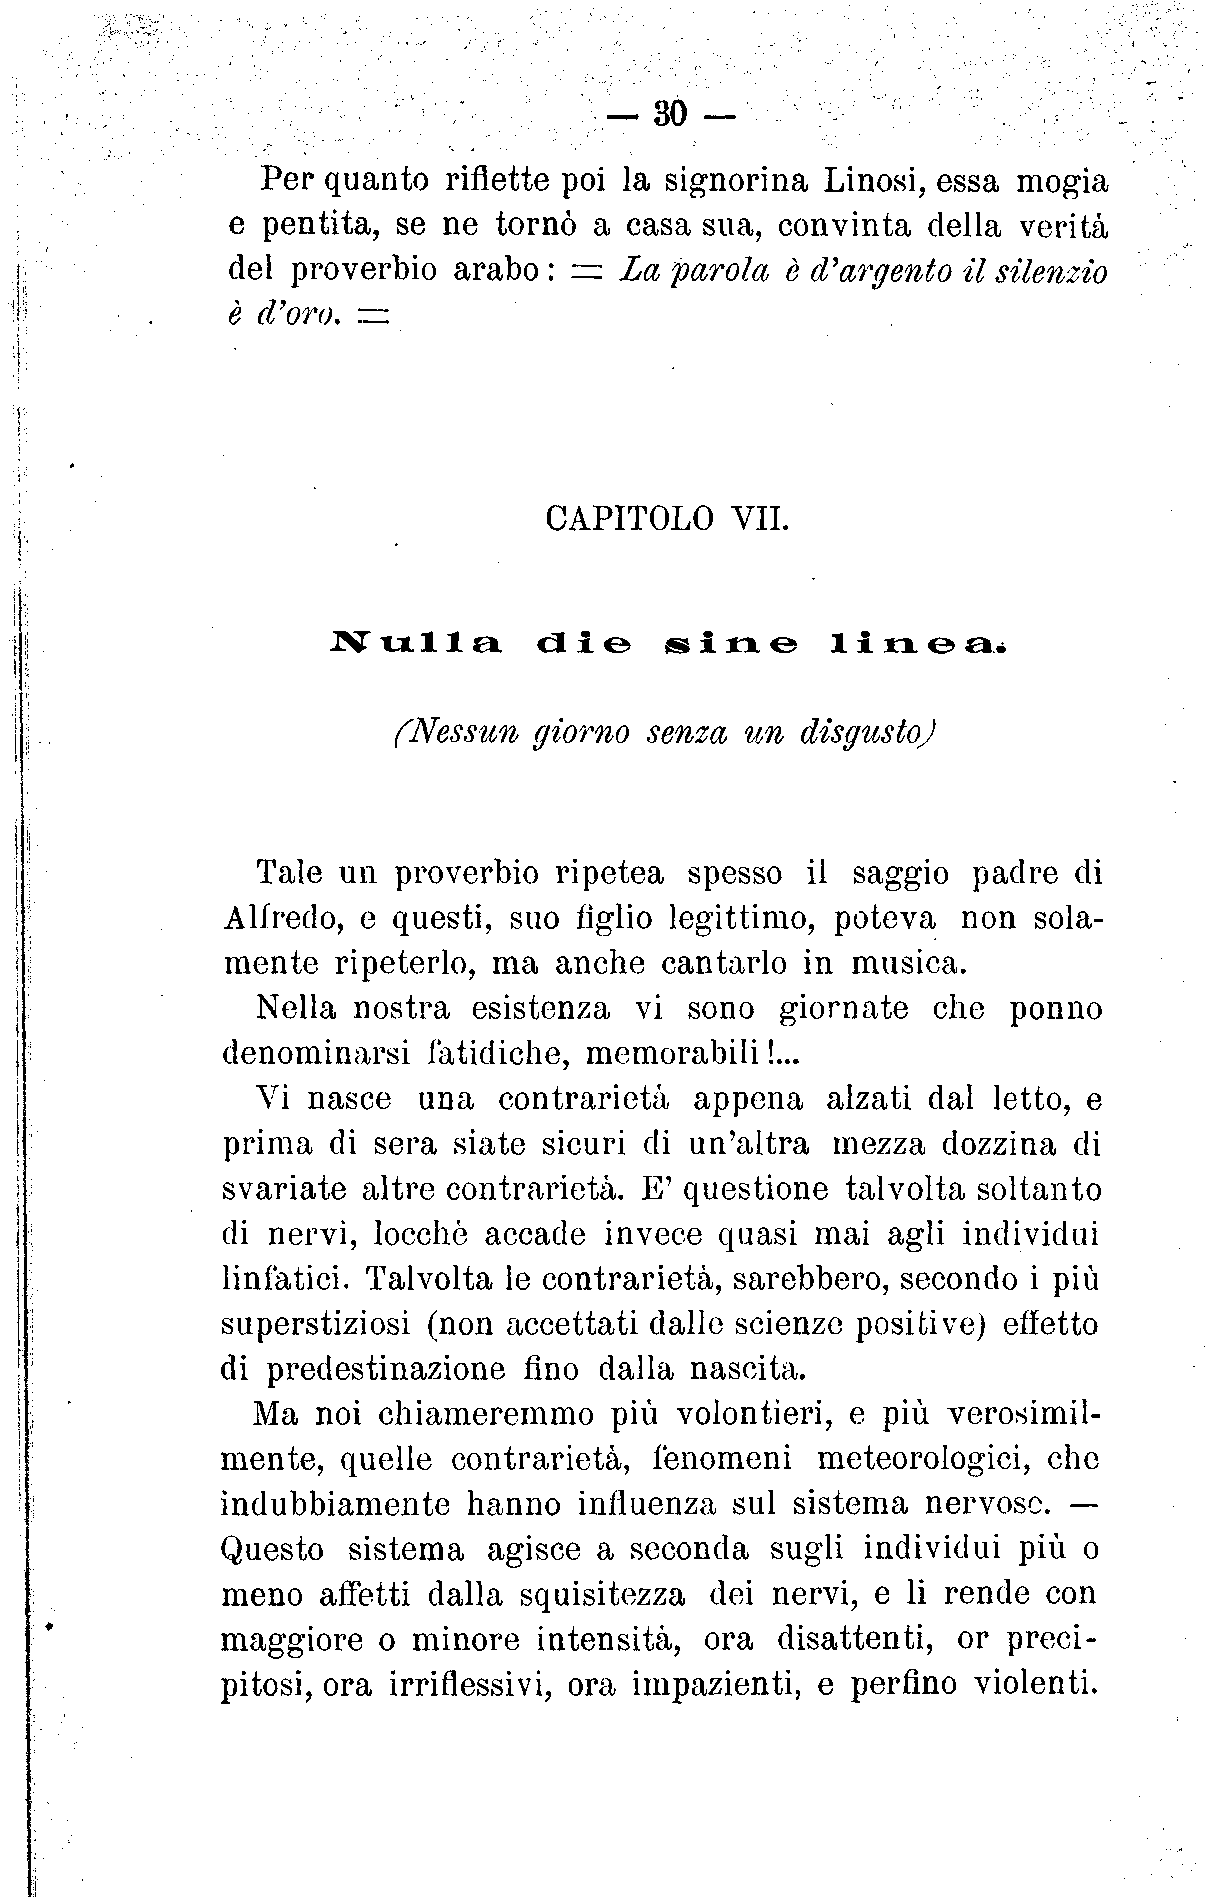 — 30 —
Per quanto riflette poi la signorina Linosi, essa mogia
e pentita, se ne tornò a casa sua, convinta della verità
del proverbio arabo: = La parola è d'argento il silenzio
è d'oro. =
CAPITOLO VII.
Nulla die sine linea.
(Nessun giorno senza un disgusto)
Tale un proverbio ripetea spesso il saggio padre di
Alfredo, e questi, suo figlio legittimo, poteva non sola-
mente ripeterlo, ma anche cantarlo in musica.
Nella nostra esistenza vi sono giornate che ponno
denominarsi fatidiche, memorabili!...
Vi nasce una contrarietà appena alzati dal letto, e
prima di sera siate sicuri di un'altra mezza dozzina di
svariate altre contrarietà. E' questione talvolta soltanto
di nervi, locchè accade invece quasi mai agli individui
linfatici. Talvolta le contrarietà, sarebbero, secondo i più
superstiziosi (non accettati dalle scienze positive) effetto
di predestinazione fino dalla nascita.
Ma noi chiameremmo più volontieri, e più verosimil-
mente, quelle contrarietà, fenomeni meteorologici, che
indubbiamente hanno influenza sul sistema nervoso. —
Questo sistema agisce a seconda sugli individui più o
meno affetti dalla squisitezza dei nervi, e li rende con
maggiore o minore intensità, ora disattenti, or preci-
pitosi, ora irriflessivi, ora impazienti, e perfino violenti.